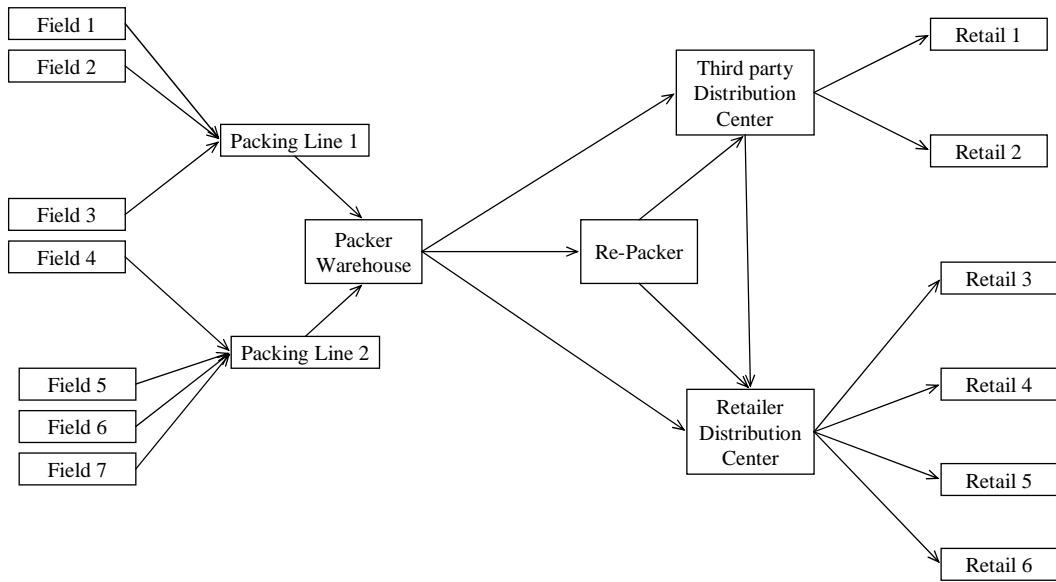 Field 1
Field 2
Field 3
Field 4
Field 5
Field 6
Field 7
Packing Line 1
Packing Line 2
Packer
Warehouse
Re-Packer
Third party
Distribution
Center
Retailer
Distribution
Center
Retail 1
Retail 2
Retail 3
Retail 4
Retail 5
Retail 6